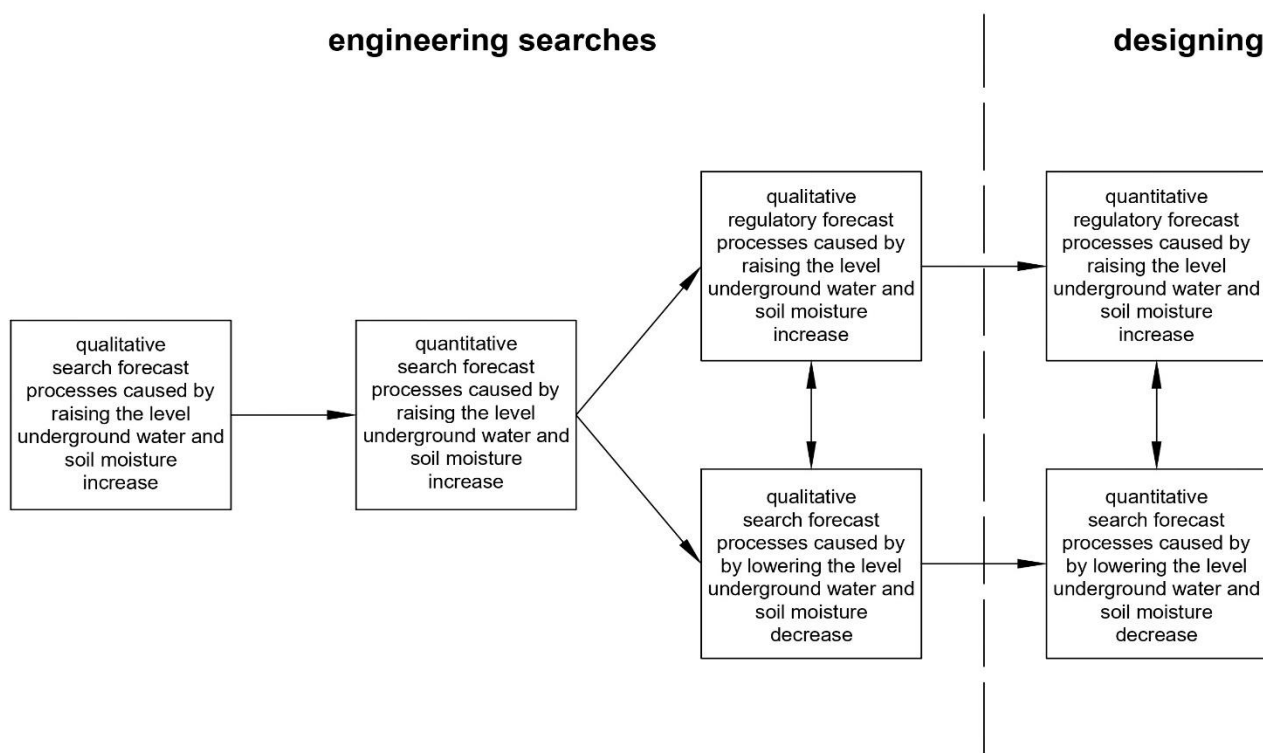 engineering searches
designing
qualitative
search forecast
processes caused by
raising the level
underground water and
soil moisture
increase
quantitative
search forecast
processes caused by
raising the level
underground water and
soil moisture
increase
qualitative
regulatory forecast
processes caused by
raising the level
underground water and
soil moisture
increase
qualitative
search forecast
processes caused by
by lowering the level
underground water and
soil moisture
decrease
quantitative
regulatory forecast
processes caused by
raising the level
underground water and
soil moisture
increase
quantitative
search forecast
processes caused by
by lowering the level
underground water and
soil moisture
decrease